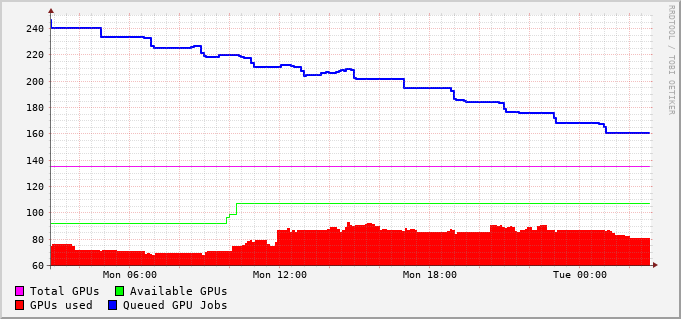 240
220
200
180
160
140
120
100
80
60
Mon 06:00 Mon 12:00 Mon 18:00 Tue 00:00
Total GPUs Available GPUs
GPUs used Queued GPU Jobs
RRDTOOL / TOBI OETIKER